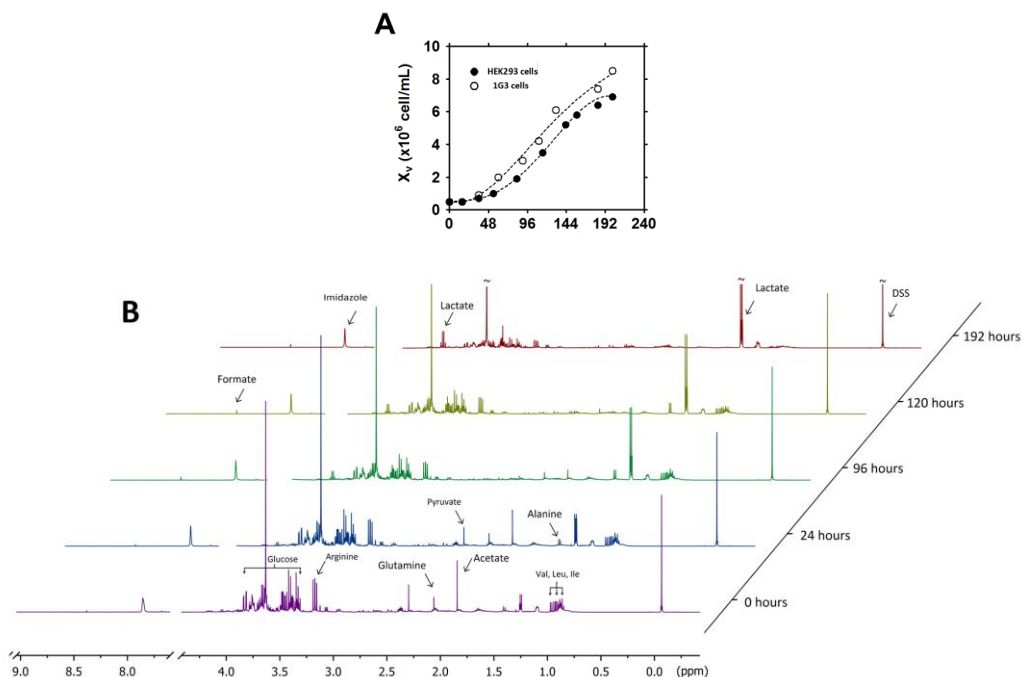 A
10
8
6
4
2
0
Xv (x10⁶ cell/mL)
HEK293 cells
1G3 cells
0 48 96 144 192 240
B
~ ~ ~
Imidazole
Lactate
Lactate
DSS
192 hours
Formate
120 hours
96 hours
Pyruvate
Alanine
24 hours
Glucose
Arginine
Glutamine
Acetate
Val, Leu, Ile
0 hours
9.0 8.0 4.0 3.5 3.0 2.5 2.0 1.5 1.0 0.5 0.0 (ppm)